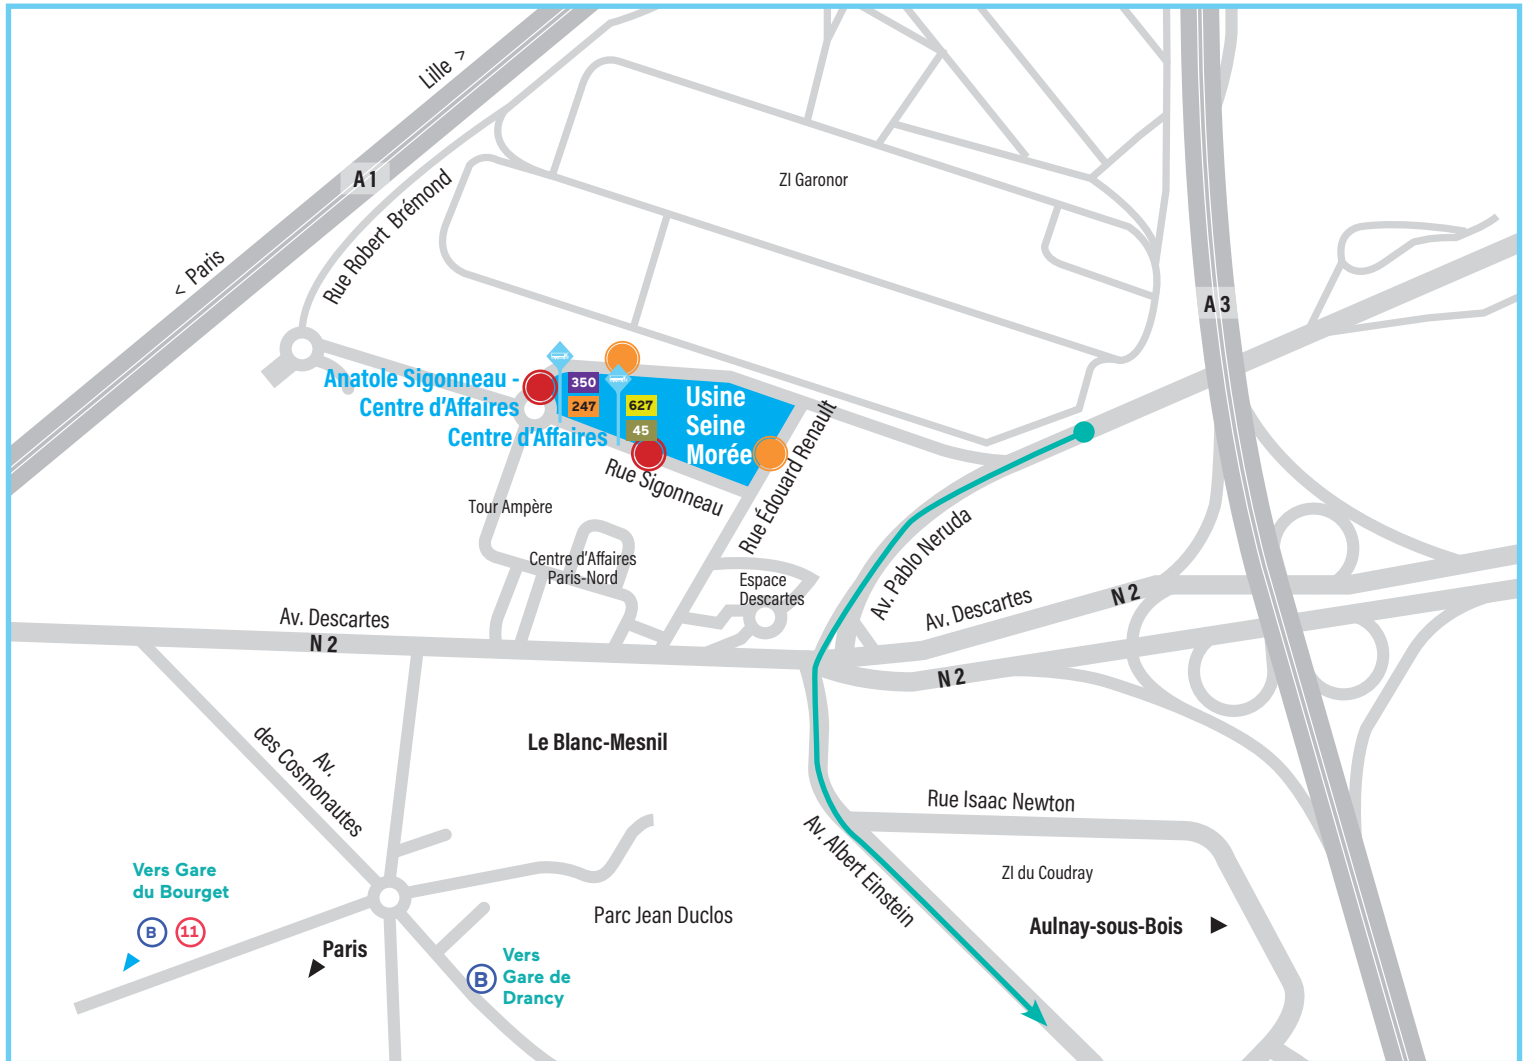 Lille >
A 1
< Paris
Rue Robert Brémond
ZI Garonor
A 3
Anatole Sigonneau -
Centre d'Affaires
350
247
Centre d'Affaires
627
45
Usine
Seine
Morée
Rue Sigonneau
Rue Édouard Renault
Tour Ampère
Centre d'Affaires
Paris-Nord
Espace
Descartes
Av. Pablo Neruda
Av. Descartes
N 2
Av. Descartes
N 2
N 2
Av.
des Cosmonautes
Le Blanc-Mesnil
Rue Isaac Newton
Av. Albert Einstein
ZI du Coudray
Aulnay-sous-Bois
Parc Jean Duclos
Vers Gare
du Bourget
B
11
Paris
B
Vers
Gare de
Drancy